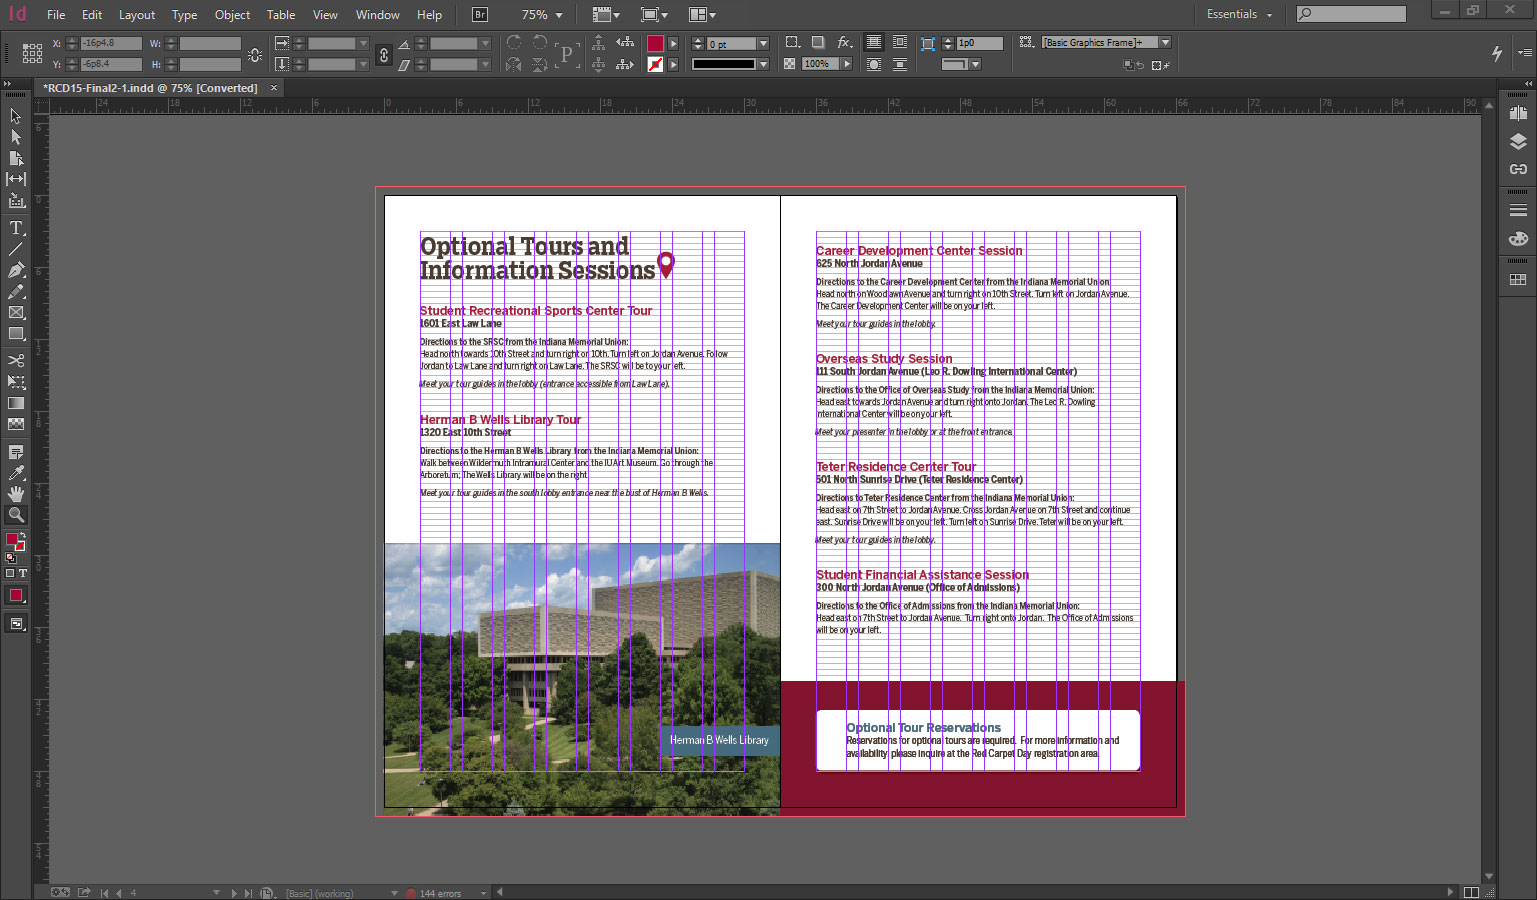 Id
File Edit Layout Type Object Table View Window Help Br 75% Essentials
X: -16p4.8 W: 0 pt 1p0 [Basic Graphics Frame]+
Y: -6p8.4 H: P fx. 100%
*RCD15-Final2-1.indd @ 75% [Converted] ×
24 18 12 6 0 6 12 18 24 36 42 48 54 60 66 72 78 84 90
Optional Tours and
Information Sessions
Student Recreational Sports Center Tour
1601 East Law Lane
Directions to the SRSC from the Indiana Memorial Union:
Head north towards 10th Street and turn right on 10th. Turn left on Jordan Avenue. Follow
Jordan to Law Lane and turn right on Law Lane. The SRSC will be to your left.
Meet your tour guides in the lobby (entrance accessible from Law Lane).
Herman B Wells Library Tour
1320 East 10th Street
Directions to the Herman B Wells Library from the Indiana Memorial Union:
Walk between Wildermuth Intramural Center and the IU Art Museum. Go through the
Arboretum; The Wells Library will be on the right
Meet your tour guides in the south lobby entrance near the bust of Herman B Wells.
Herman B Wells Library
Career Development Center Session
625 North Jordan Avenue
Directions to the Career Development Center from the Indiana Memorial Union
Head north on Woodlawn Avenue and turn right on 10th Street. Turn left on Jordan Avenue.
The Career Development Center will be on your left.
Meet your tour guides in the lobby.
Overseas Study Session
111 South Jordan Avenue (Leo R. Dowling International Center)
Directions to the Office of Overseas Study from the Indiana Memorial Union:
Head east towards Jordan Avenue and turn right onto Jordan. The Leo R. Dowling
International Center will be on your left.
Meet your presenter in the lobby or at the front entrance.
Teter Residence Center Tour
501 North Sunrise Drive (Teter Residence Center)
Directions to Teter Residence Center from the Indiana Memorial Union:
Head east on 7th Street to Jordan Avenue. Cross Jordan Avenue on 7th Street and continue
east. Sunrise Drive will be on your left. Turn left on Sunrise Drive. Teter will be on your left.
Meet your tour guides in the lobby.
Student Financial Assistance Session
300 North Jordan Avenue (Office of Admissions)
Directions to the Office of Admissions from the Indiana Memorial Union:
Head east on 7th Street to Jordan Avenue. Turn right onto Jordan. The Office of Admissions
will be on your left.
Optional Tour Reservations
Reservations for optional tours are required. For more information and
availability, please inquire at the Red Carpet Day registration area.
4 [Basic] (working) 144 errors